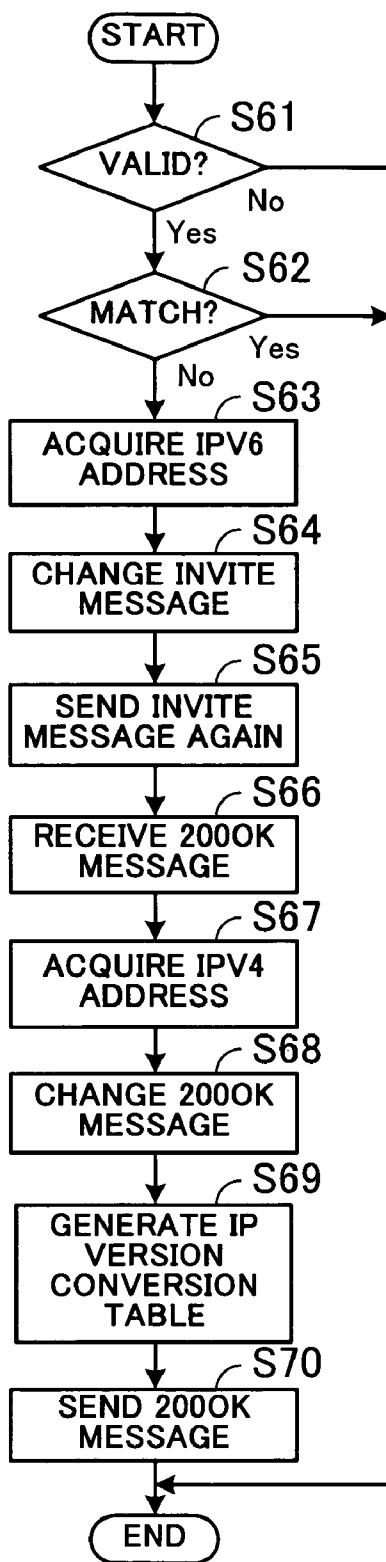 START
S61
VALID?
No
Yes
S62
MATCH?
Yes
No
S63
ACQUIRE IPV6
ADDRESS
S64
CHANGE INVITE
MESSAGE
S65
SEND INVITE
MESSAGE AGAIN
S66
RECEIVE 200OK
MESSAGE
S67
ACQUIRE IPV4
ADDRESS
S68
CHANGE 200OK
MESSAGE
S69
GENERATE IP
VERSION
CONVERSION
TABLE
S70
SEND 200OK
MESSAGE
END